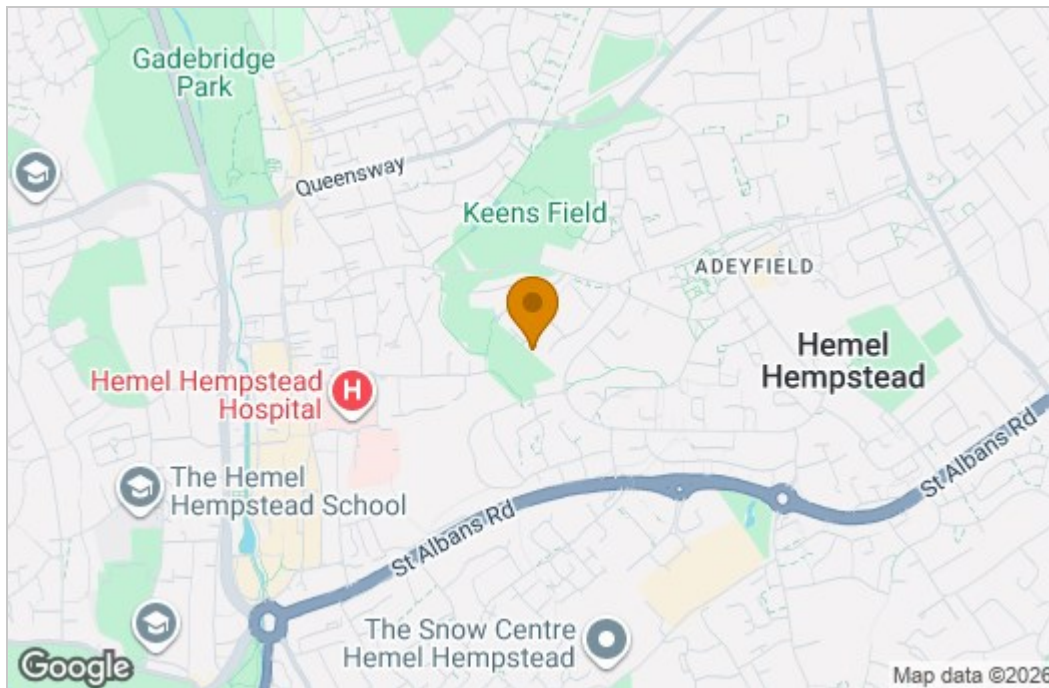 Gadebridge
Park
Queensway
Keens Field
ADEYFIELD
Hemel
Hempstead
Hemel Hempstead
Hospital
H
The Hemel
Hempstead School
St Albans Rd
St Albans Rd
The Snow Centre
Hemel Hempstead
Google
Map data ©2026